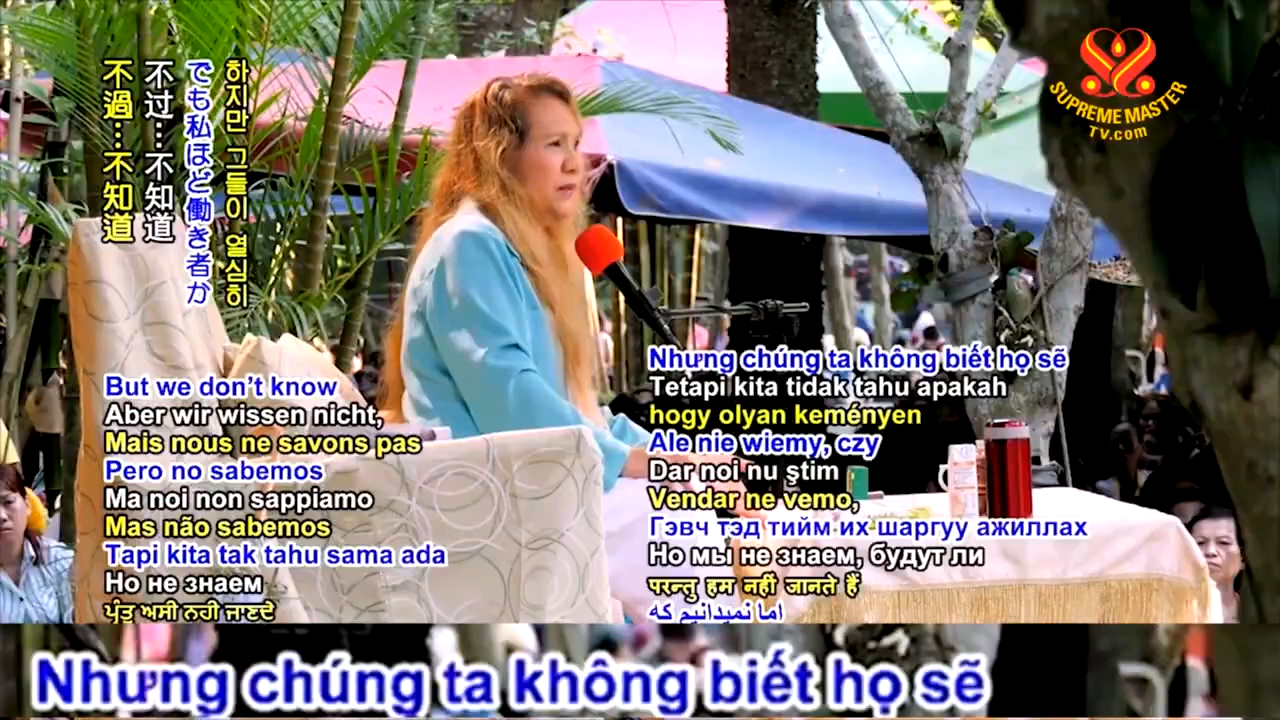 하지만 그들이 열심히
でも私ほど働き者か
不过…不知道
不過…不知道
SUPREME MASTER
TV.com
But we don't know
Aber wir wissen nicht,
Mais nous ne savons pas
Pero no sabemos
Ma noi non sappiamo
Mas não sabemos
Tapi kita tak tahu sama ada
Но не знаем
ਪ੍ਰੰਤੂ ਅਸੀ ਨਹੀ ਜਾਣਦੇ
Nhưng chúng ta không biết họ sẽ
Tetapi kita tidak tahu apakah
hogy olyan keményen
Ale nie wiemy, czy
Dar noi nu ştim
Vendar ne vemo,
Гэвч тэд тийм их шаргуу ажиллах
Но мы не знаем, будут ли
परन्तु हम नहीं जानते हैं
اما نمیدانیم که
Nhưng chúng ta không biết họ sẽ